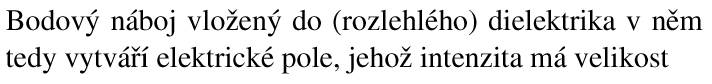 Bodový náboj vložený do (rozlehlého) dielektrika v něm
tedy vytváří elektrické pole, jehož intenzita má velikost